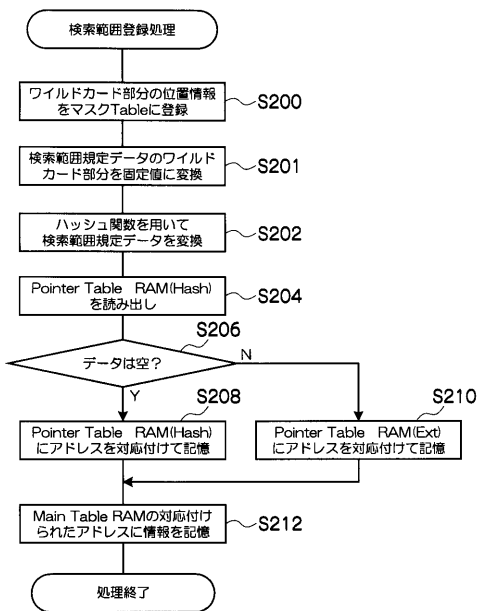 検索範囲登録処理
ワイルドカード部分の位置情報
をマスクTableに登録
S200
検索範囲規定データのワイルド
カード部分を固定値に変換
S201
ハッシュ関数を用いて
検索範囲規定データを変換
S202
Pointer Table RAM(Hash)
を読み出し
S204
S206
データは空?
N
Y
S208
Pointer Table RAM(Hash)
にアドレスを対応付けて記憶
S210
Pointer Table RAM(Ext)
にアドレスを対応付けて記憶
Main Table RAMの対応付け
られたアドレスに情報を記憶
S212
処理終了